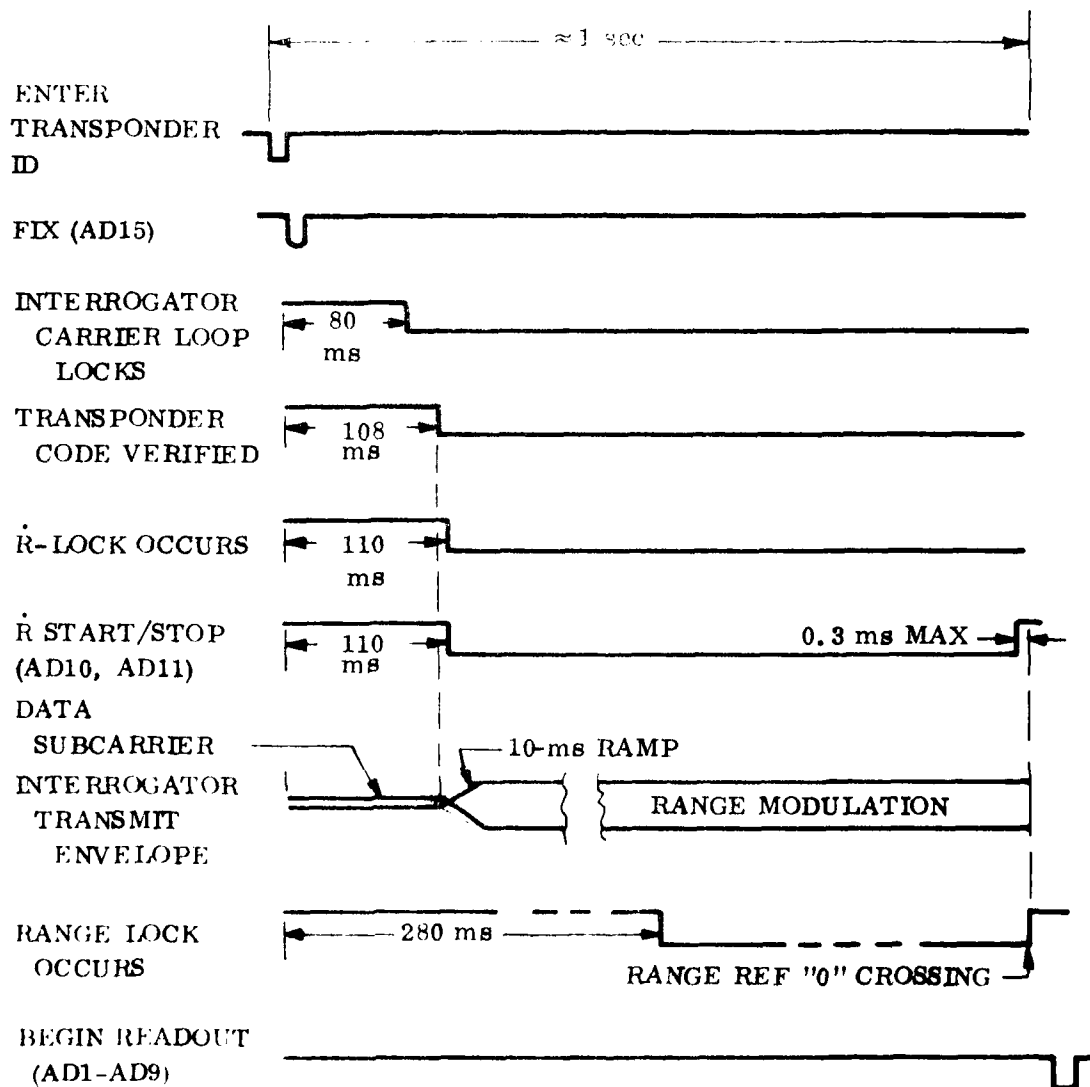 ≈ 1 sec
ENTER
TRANSPONDER
ID
FIX (AD15)
INTERROGATOR
CARRIER LOOP
LOCKS
80
ms
TRANSPONDER
CODE VERIFIED
108
ms
Ṙ-LOCK OCCURS
110
ms
Ṙ START/STOP
(AD10, AD11)
110
ms
0.3 ms MAX
DATA
SUBCARRIER
10-ms RAMP
INTERROGATOR
TRANSMIT
ENVELOPE
RANGE MODULATION
RANGE LOCK
OCCURS
280 ms
RANGE REF "0" CROSSING
BEGIN READOUT
(AD1-AD9)